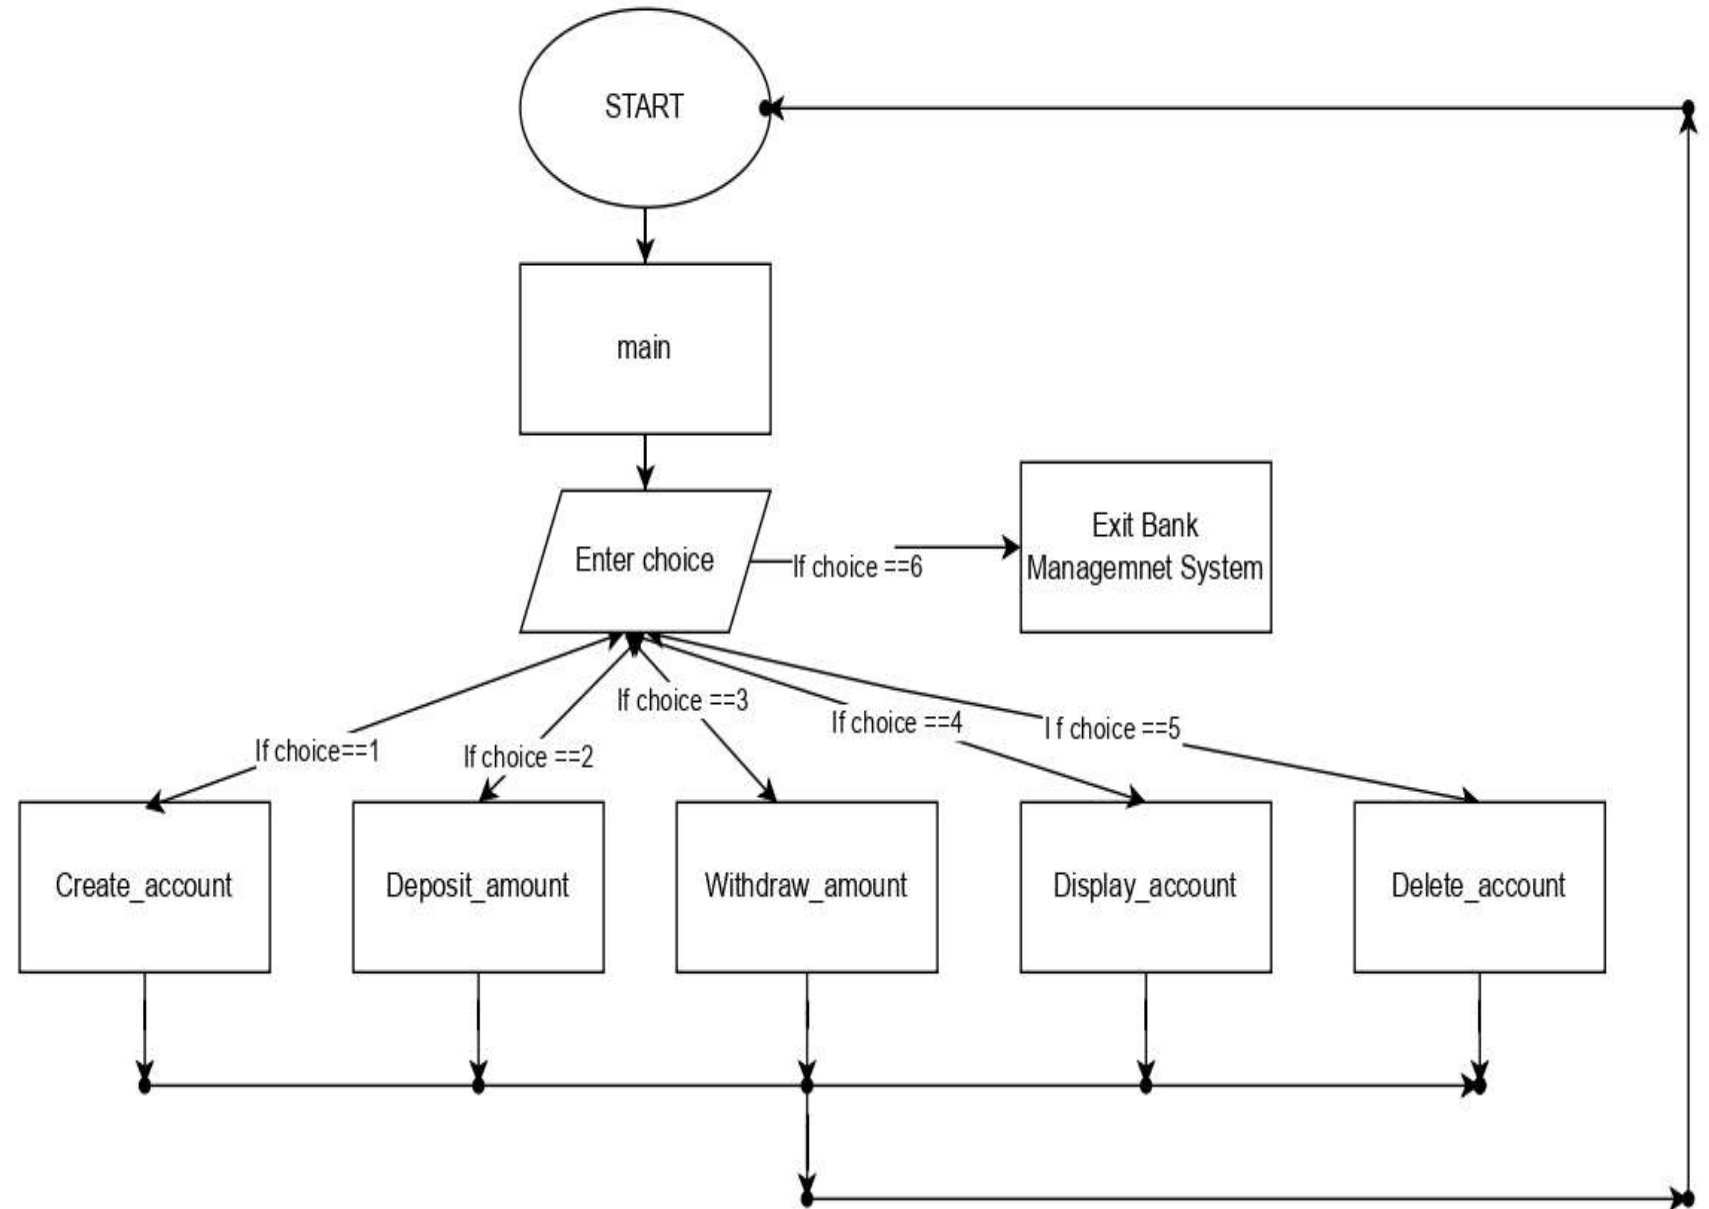 START
main
Enter choice
If choice ==6
Exit Bank
Managemnet System
If choice==1
If choice ==2
If choice ==3
If choice ==4
I f choice ==5
Create_account
Deposit_amount
Withdraw_amount
Display_account
Delete_account